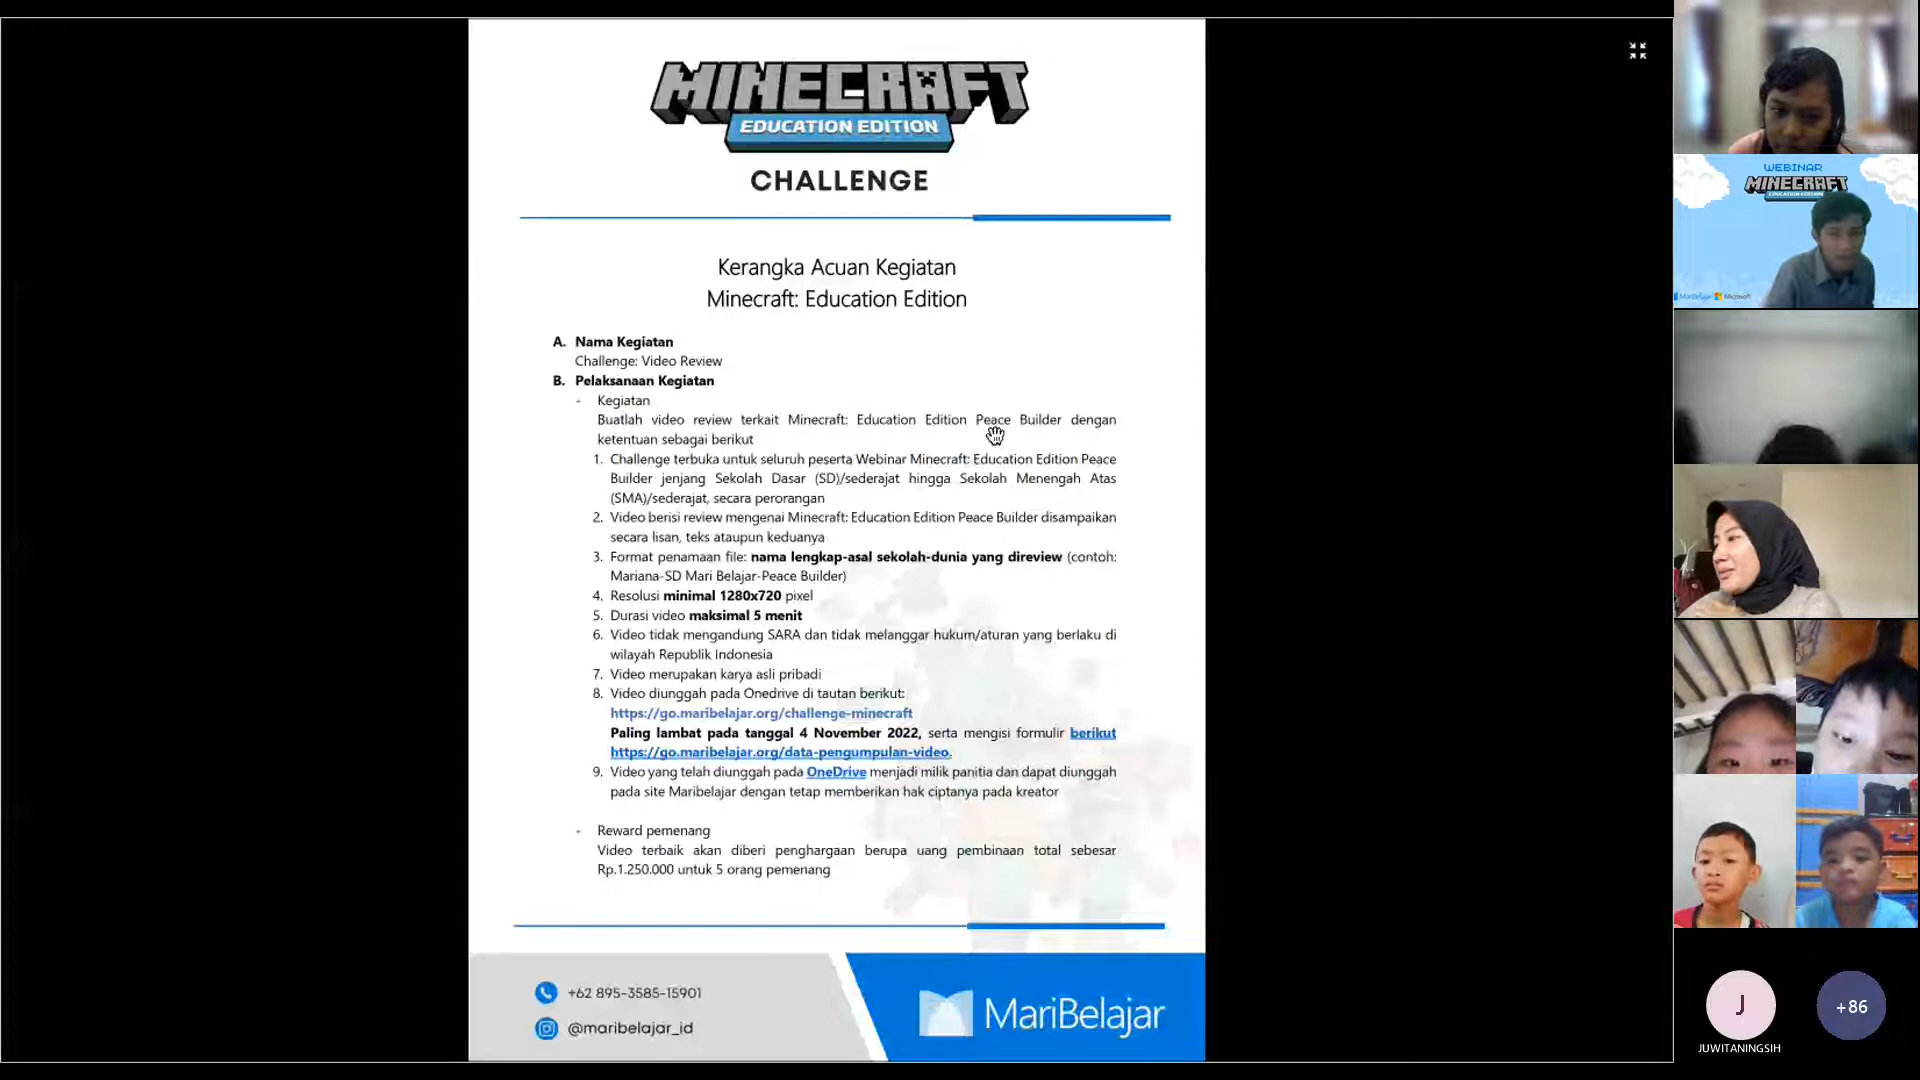 MINECRAFT
EDUCATION EDITION
CHALLENGE
Kerangka Acuan Kegiatan
Minecraft: Education Edition
A. Nama Kegiatan
Challenge: Video Review
B. Pelaksanaan Kegiatan
- Kegiatan
Buatlah video review terkait Minecraft: Education Edition Peace Builder dengan
ketentuan sebagai berikut
1. Challenge terbuka untuk seluruh peserta Webinar Minecraft: Education Edition Peace
Builder jenjang Sekolah Dasar (SD)/sederajat hingga Sekolah Menengah Atas
(SMA)/sederajat, secara perorangan
2. Video berisi review mengenai Minecraft: Education Edition Peace Builder disampaikan
secara lisan, teks ataupun keduanya
3. Format penamaan file: nama lengkap-asal sekolah-dunia yang direview (contoh:
Mariana-SD Mari Belajar-Peace Builder)
4. Resolusi minimal 1280x720 pixel
5. Durasi video maksimal 5 menit
6. Video tidak mengandung SARA dan tidak melanggar hukum/aturan yang berlaku di
wilayah Republik Indonesia
7. Video merupakan karya asli pribadi
8. Video diunggah pada Onedrive di tautan berikut:
https://go.maribelajar.org/challenge-minecraft
Paling lambat pada tanggal 4 November 2022, serta mengisi formulir berikut
https://go.maribelajar.org/data-pengumpulan-video.
9. Video yang telah diunggah pada OneDrive menjadi milik panitia dan dapat diunggah
pada site Maribelajar dengan tetap memberikan hak ciptanya pada kreator
- Reward pemenang
Video terbaik akan diberi penghargaan berupa uang pembinaan total sebesar
Rp.1.250.000 untuk 5 orang pemenang
+62 895-3585-15901
@maribelajar_id
MariBelajar
WEBINAR
MINECRAFT
EDUCATION EDITION
MariBelajar Microsoft
J
+86
JUWITANINGSIH